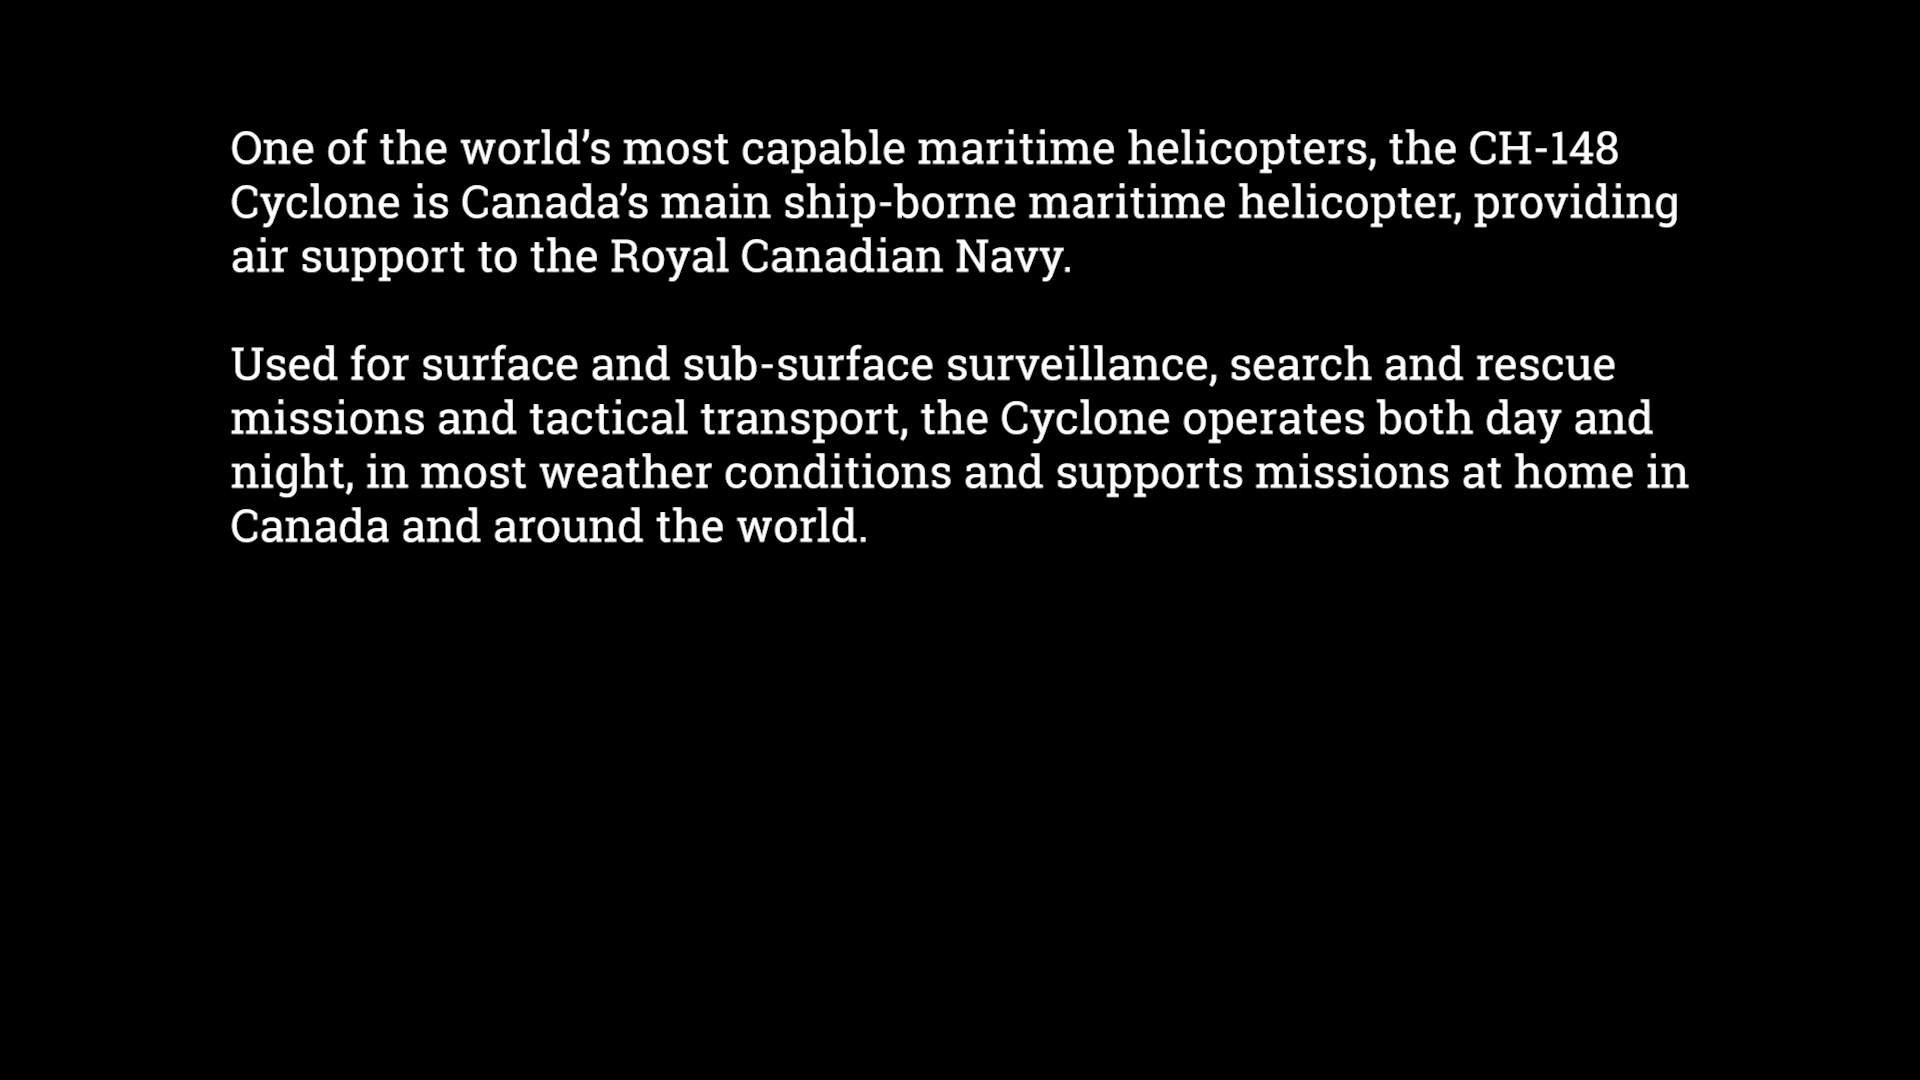 One of the world’s most capable maritime helicopters, the CH-148
Cyclone is Canada’s main ship-borne maritime helicopter, providing
air support to the Royal Canadian Navy.
Used for surface and sub-surface surveillance, search and rescue
missions and tactical transport, the Cyclone operates both day and
night, in most weather conditions and supports missions at home in
Canada and around the world.